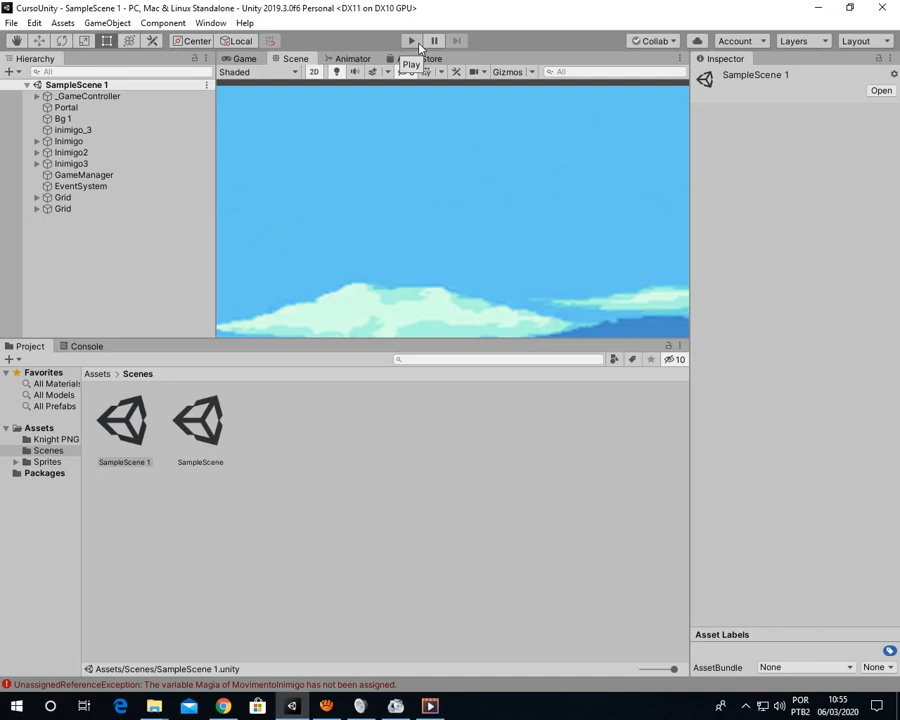 CursoUnity - SampleScene 1 - PC, Mac & Linux Standalone - Unity 2019.3.0f6 Personal <DX11 on DX10 GPU>
File Edit Assets GameObject Component Window Help
Center Local Collab Account Layers Layout
Hierarchy Game Scene Animator Inspector
Play
All Shaded 2D Gizmos All
SampleScene 1
Open
SampleScene 1
_GameController
Portal
Bg 1
inimigo_3
Inimigo
Inimigo2
Inimigo3
GameManager
EventSystem
Grid
Grid
Project Console
10
Favorites
All Materials
All Models
All Prefabs
Assets
Knight PNG
Scenes
Sprites
Packages
Assets > Scenes
SampleScene 1 SampleScene
Asset Labels
AssetBundle None None
Assets/Scenes/SampleScene 1.unity
UnassignedReferenceException: The variable Magia of MovimentoInimigo has not been assigned.
POR
PTB2
10:55
06/03/2020